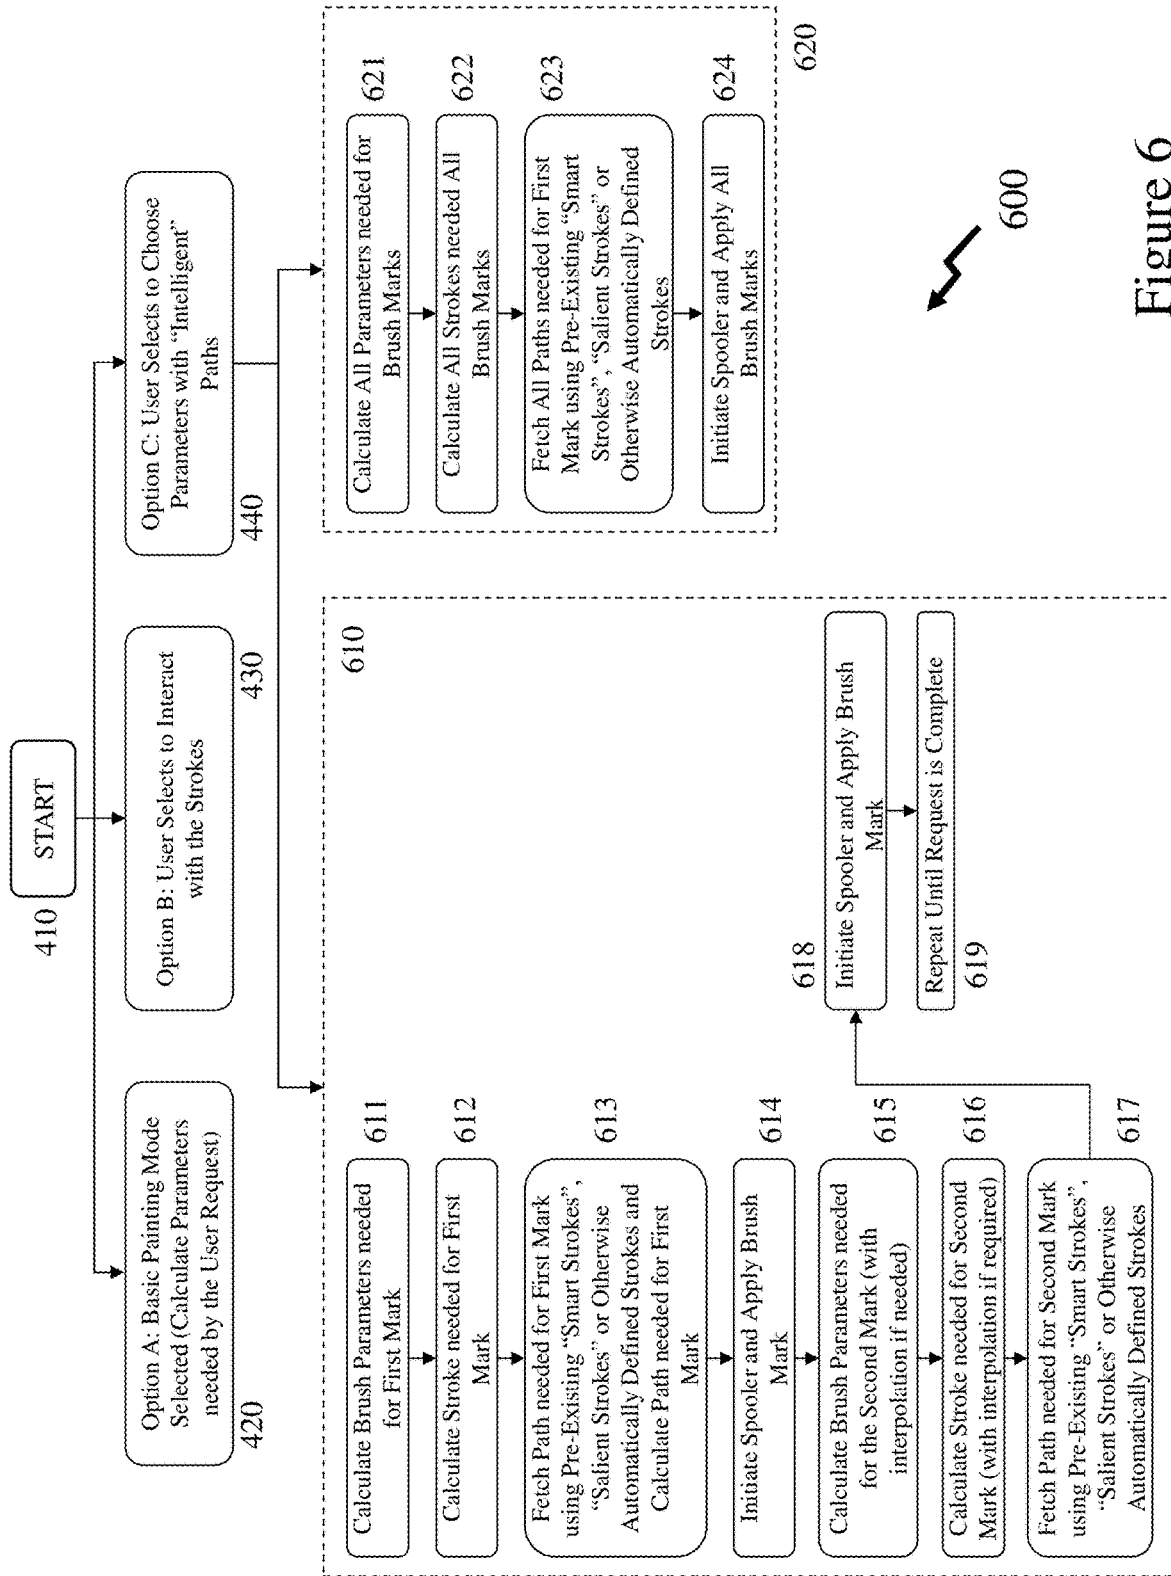 410
START
Option A: Basic Painting Mode
Selected (Calculate Parameters
needed by the User Request)
420
Option B: User Selects to Interact
with the Strokes
430
Option C: User Selects to Choose
Parameters with “Intelligent”
Paths
440
610
Calculate Brush Parameters needed
for First Mark
611
Calculate Stroke needed for First
Mark
612
Fetch Path needed for First Mark
using Pre-Existing “Smart Strokes”,
“Salient Strokes” or Otherwise
Automatically Defined Strokes and
Calculate Path needed for First
Mark
613
Initiate Spooler and Apply Brush
Mark
614
Calculate Brush Parameters needed
for the Second Mark (with
interpolation if needed)
615
Calculate Stroke needed for Second
Mark (with interpolation if required)
616
Fetch Path needed for Second Mark
using Pre-Existing “Smart Strokes”,
“Salient Strokes” or Otherwise
Automatically Defined Strokes
617
618
Initiate Spooler and Apply Brush
Mark
Repeat Until Request is Complete
619
Calculate All Parameters needed for
Brush Marks
621
Calculate All Strokes needed All
Brush Marks
622
Fetch All Paths needed for First
Mark using Pre-Existing “Smart
Strokes”, “Salient Strokes” or
Otherwise Automatically Defined
Strokes
623
Initiate Spooler and Apply All
Brush Marks
624
620
600
Figure 6